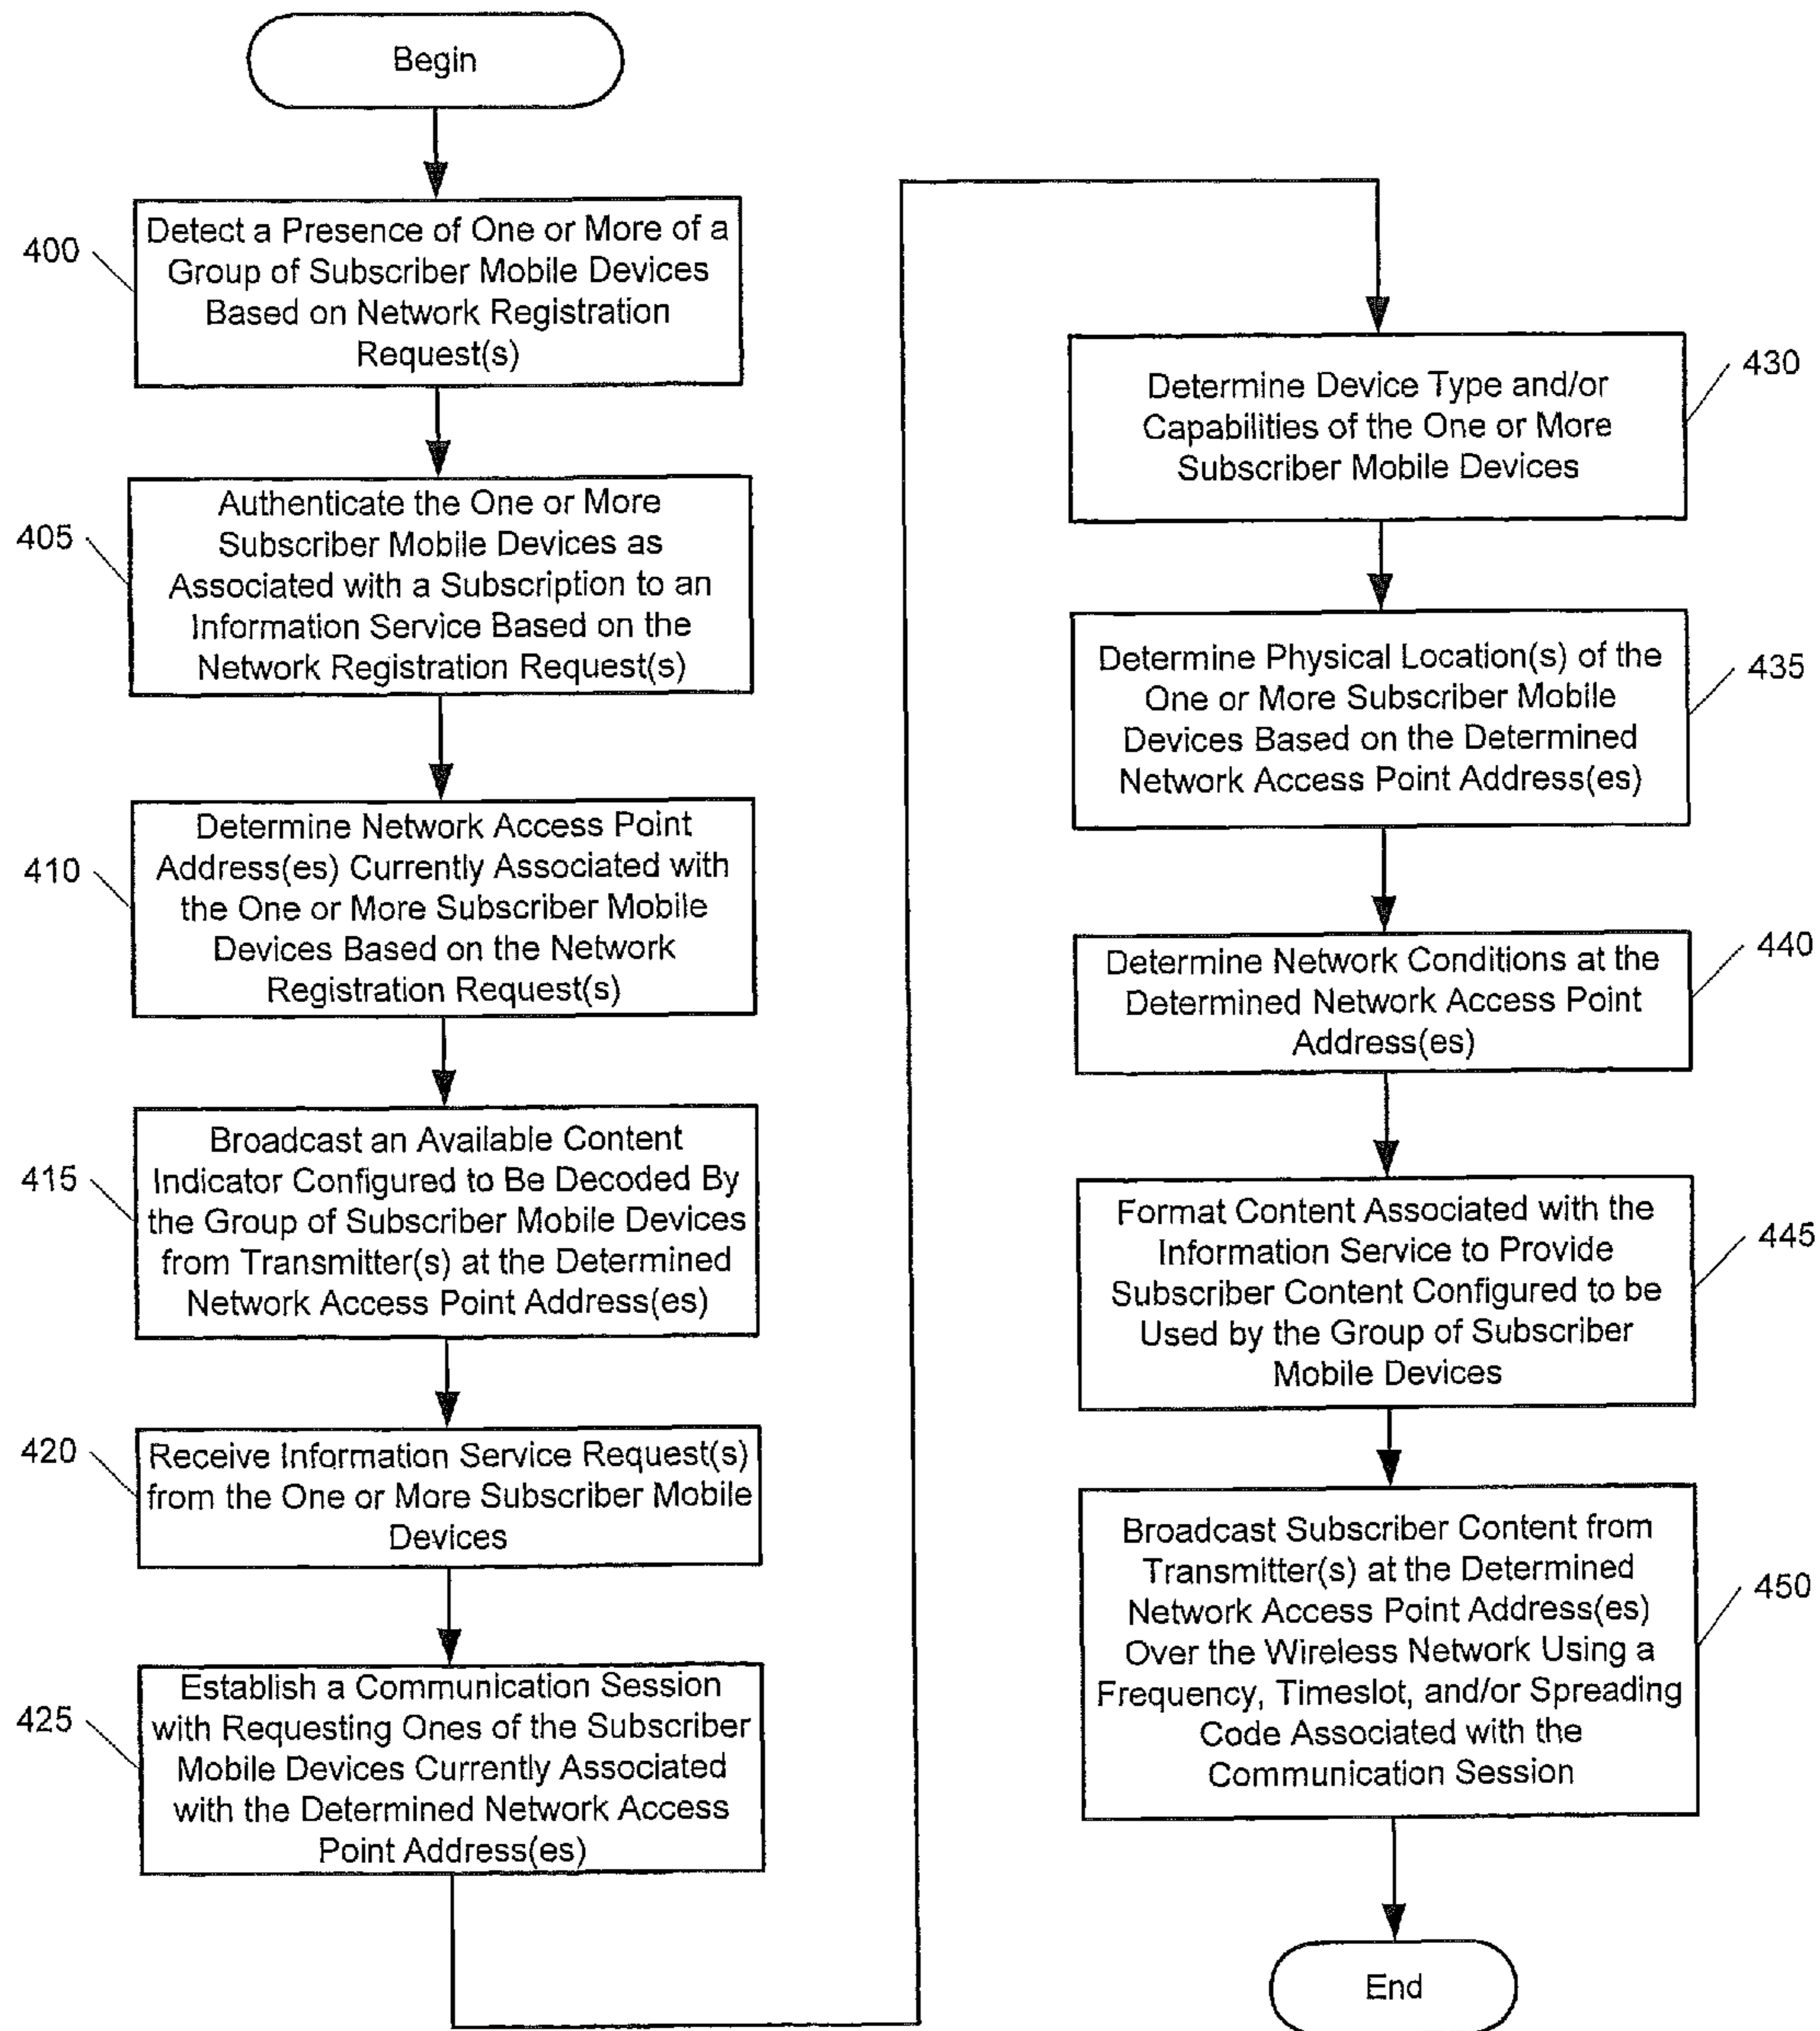 Begin
400
Detect a Presence of One or More of a
Group of Subscriber Mobile Devices
Based on Network Registration
Request(s)
405
Authenticate the One or More
Subscriber Mobile Devices as
Associated with a Subscription to an
Information Service Based on the
Network Registration Request(s)
410
Determine Network Access Point
Address(es) Currently Associated with
the One or More Subscriber Mobile
Devices Based on the Network
Registration Request(s)
415
Broadcast an Available Content
Indicator Configured to Be Decoded By
the Group of Subscriber Mobile Devices
from Transmitter(s) at the Determined
Network Access Point Address(es)
420
Receive Information Service Request(s)
from the One or More Subscriber Mobile
Devices
425
Establish a Communication Session
with Requesting Ones of the Subscriber
Mobile Devices Currently Associated
with the Determined Network Access
Point Address(es)
430
Determine Device Type and/or
Capabilities of the One or More
Subscriber Mobile Devices
435
Determine Physical Location(s) of the
One or More Subscriber Mobile
Devices Based on the Determined
Network Access Point Address(es)
440
Determine Network Conditions at the
Determined Network Access Point
Address(es)
445
Format Content Associated with the
Information Service to Provide
Subscriber Content Configured to be
Used by the Group of Subscriber
Mobile Devices
450
Broadcast Subscriber Content from
Transmitter(s) at the Determined
Network Access Point Address(es)
Over the Wireless Network Using a
Frequency, Timeslot, and/or Spreading
Code Associated with the
Communication Session
End